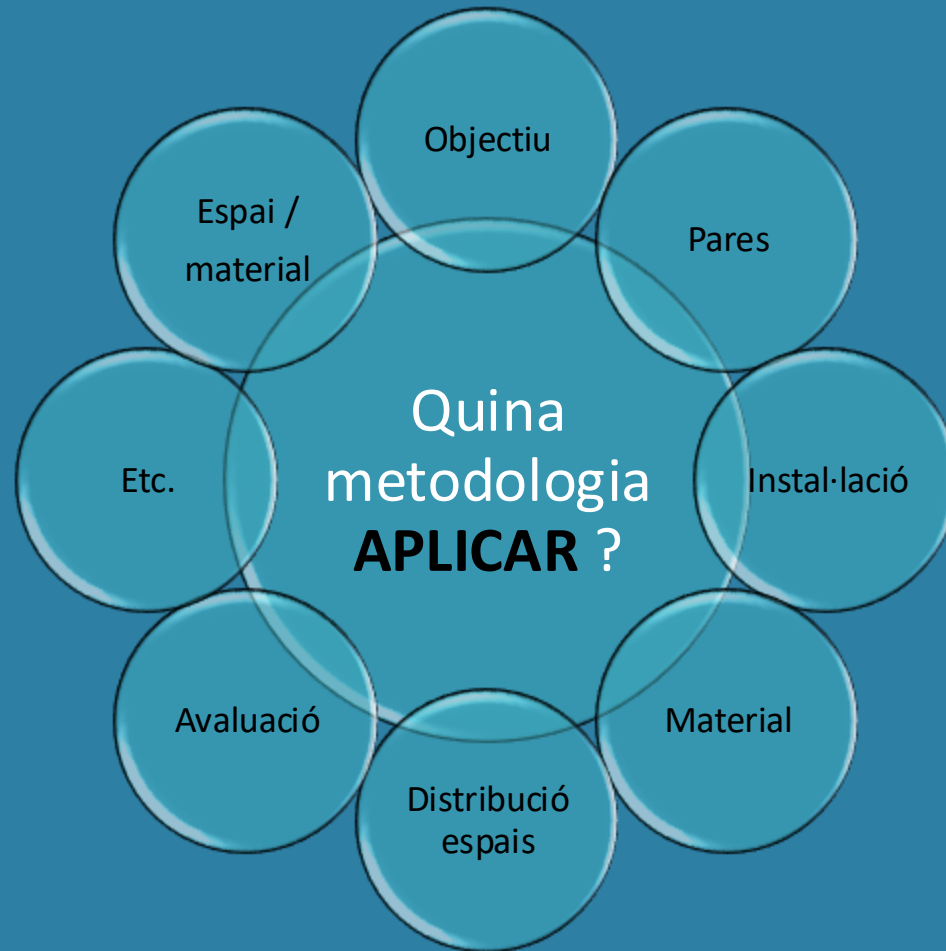 Objectiu
Pares
Instal·lació
Material
Distribució
espais
Avaluació
Etc.
Espai /
material
Quina
metodologia
APLICAR ?